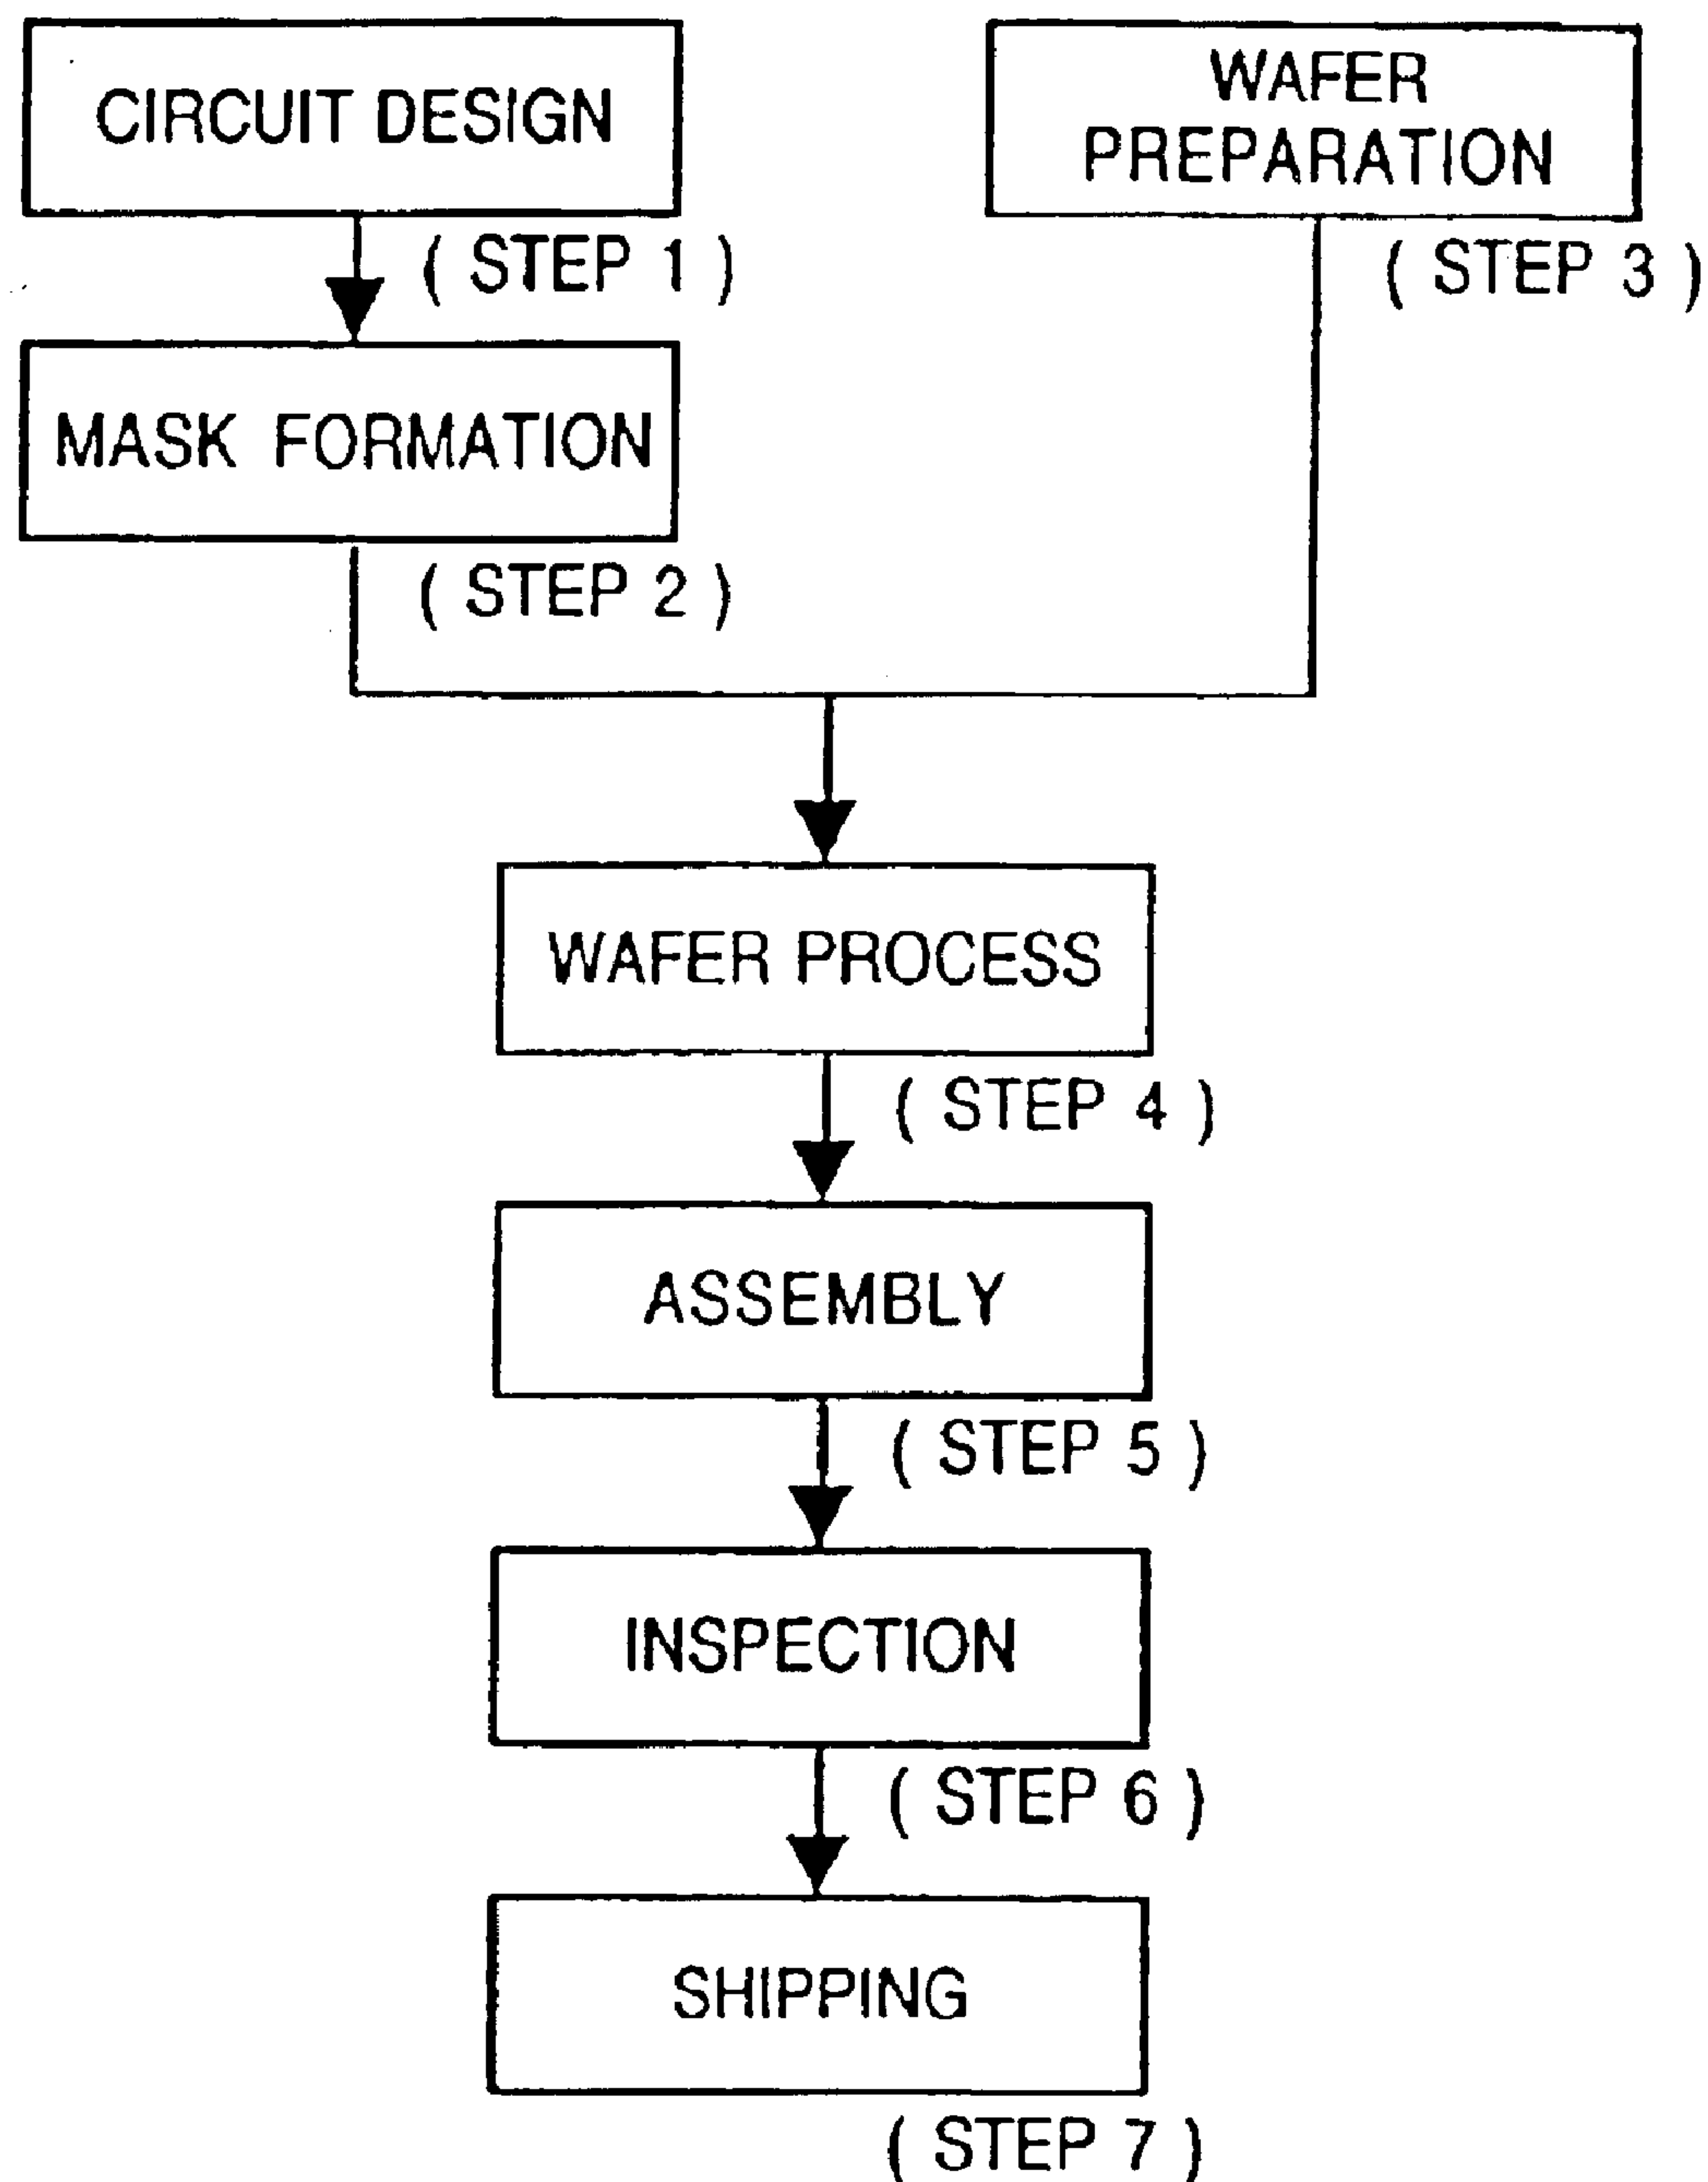 CIRCUIT DESIGN
( STEP 1 )
WAFER
PREPARATION
( STEP 3 )
MASK FORMATION
( STEP 2 )
WAFER PROCESS
( STEP 4 )
ASSEMBLY
( STEP 5 )
INSPECTION
( STEP 6 )
SHIPPING
( STEP 7 )